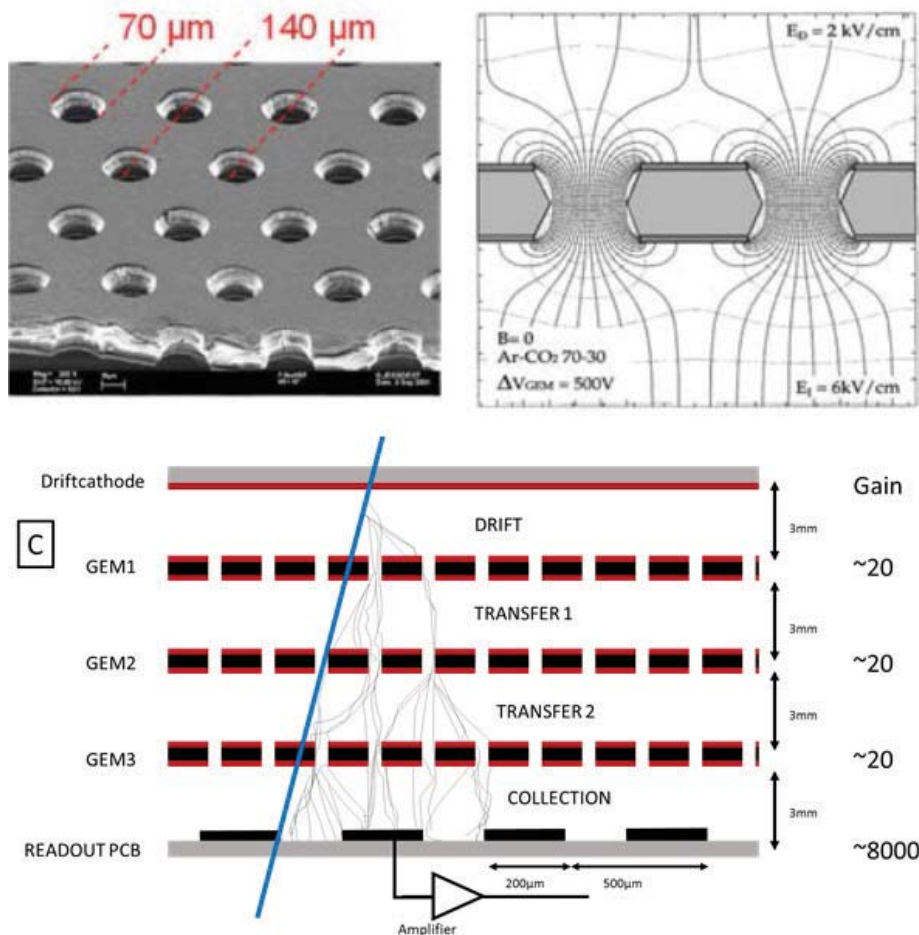 70 µm 140 µm
E_D = 2 kV/cm
B=0
Ar-CO₂ 70-30
ΔV_GEM = 500V
E_I = 6kV/cm
Driftcathode
Gain
C
DRIFT
3mm
GEM1
~20
TRANSFER 1
3mm
GEM2
~20
TRANSFER 2
3mm
GEM3
~20
COLLECTION
3mm
READOUT PCB
~8000
200µm 500µm
Amplifier